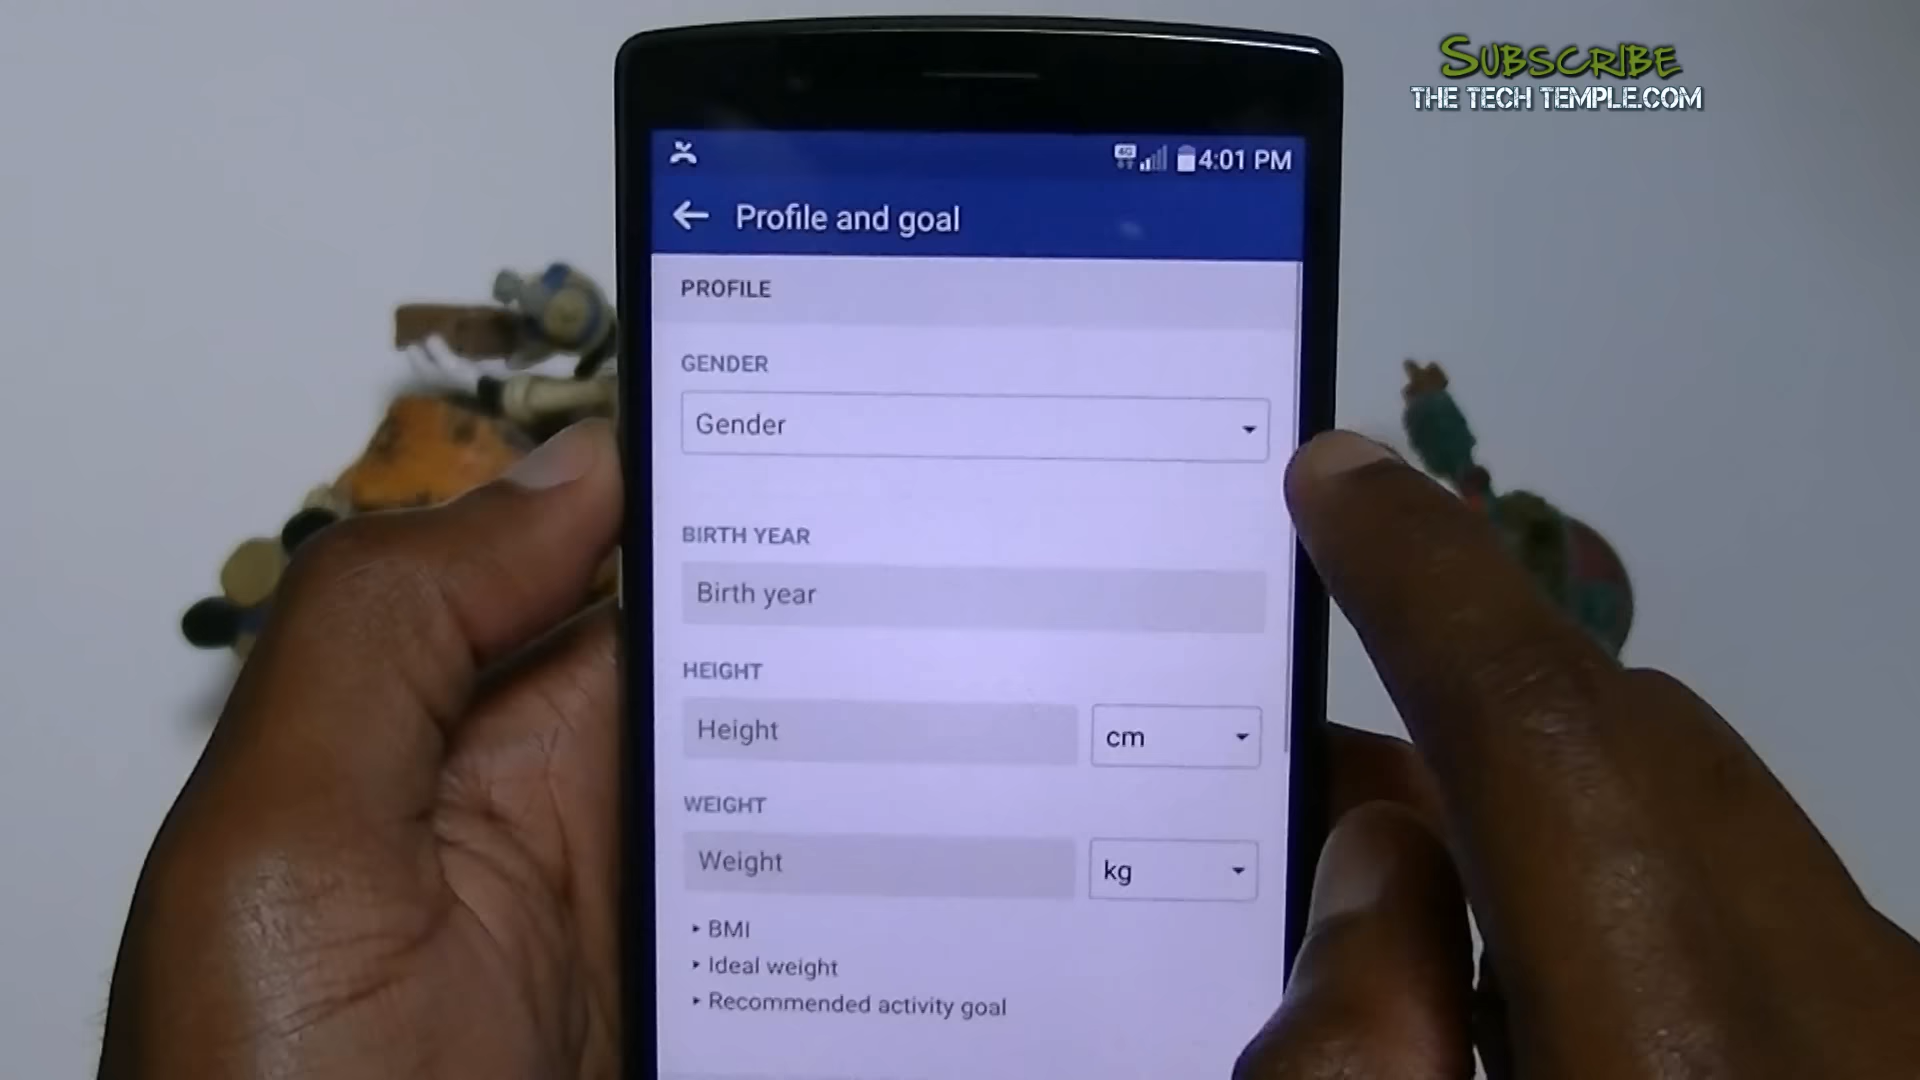 SUBSCRIBE
THE TECH TEMPLE.COM
4G 4:01 PM
Profile and goal
PROFILE
GENDER
Gender
BIRTH YEAR
Birth year
HEIGHT
Height cm
WEIGHT
Weight kg
BMI
Ideal weight
Recommended activity goal